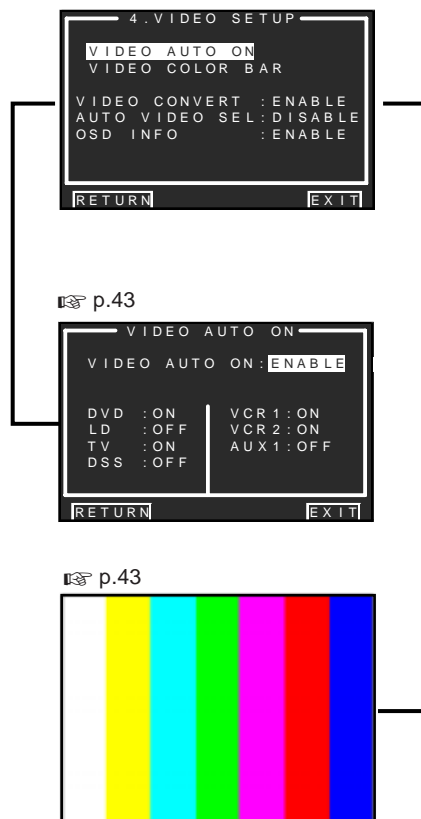 4.VIDEO SETUP
VIDEO AUTO ON
VIDEO COLOR BAR
VIDEO CONVERT :ENABLE
AUTO VIDEO SEL:DISABLE
OSD INFO :ENABLE
RETURN EXIT
☞ p.43
VIDEO AUTO ON
VIDEO AUTO ON:ENABLE
DVD :ON VCR1:ON
LD :OFF VCR2:ON
TV :ON AUX1:OFF
DSS :OFF
RETURN EXIT
☞ p.43